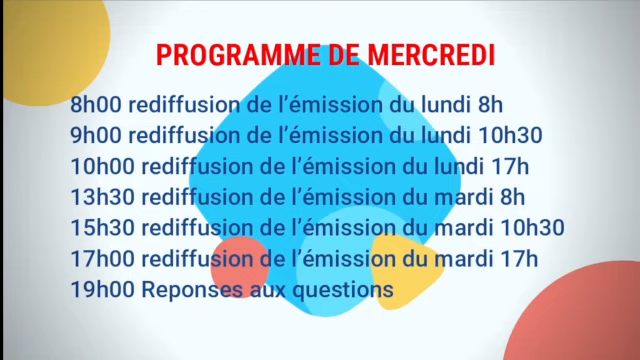 PROGRAMME DE MERCREDI
8h00 rediffusion de l'émission du lundi 8h
9h00 rediffusion de l'émission du lundi 10h30
10h00 rediffusion de l'émission du lundi 17h
13h30 rediffusion de l'émission du mardi 8h
15h30 rediffusion de l'émission du mardi 10h30
17h00 rediffusion de l'émission du mardi 17h
19h00 Reponses aux questions